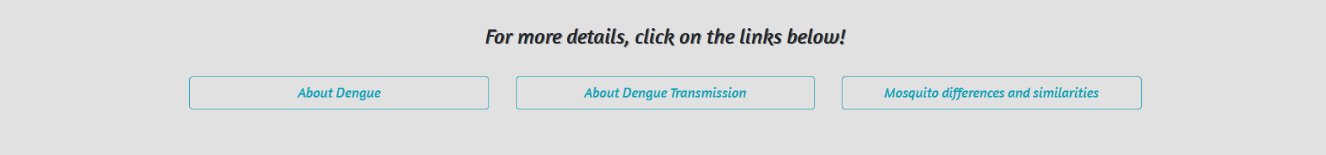 For more details, click on the links below!
About Dengue
About Dengue Transmission
Mosquito differences and similarities